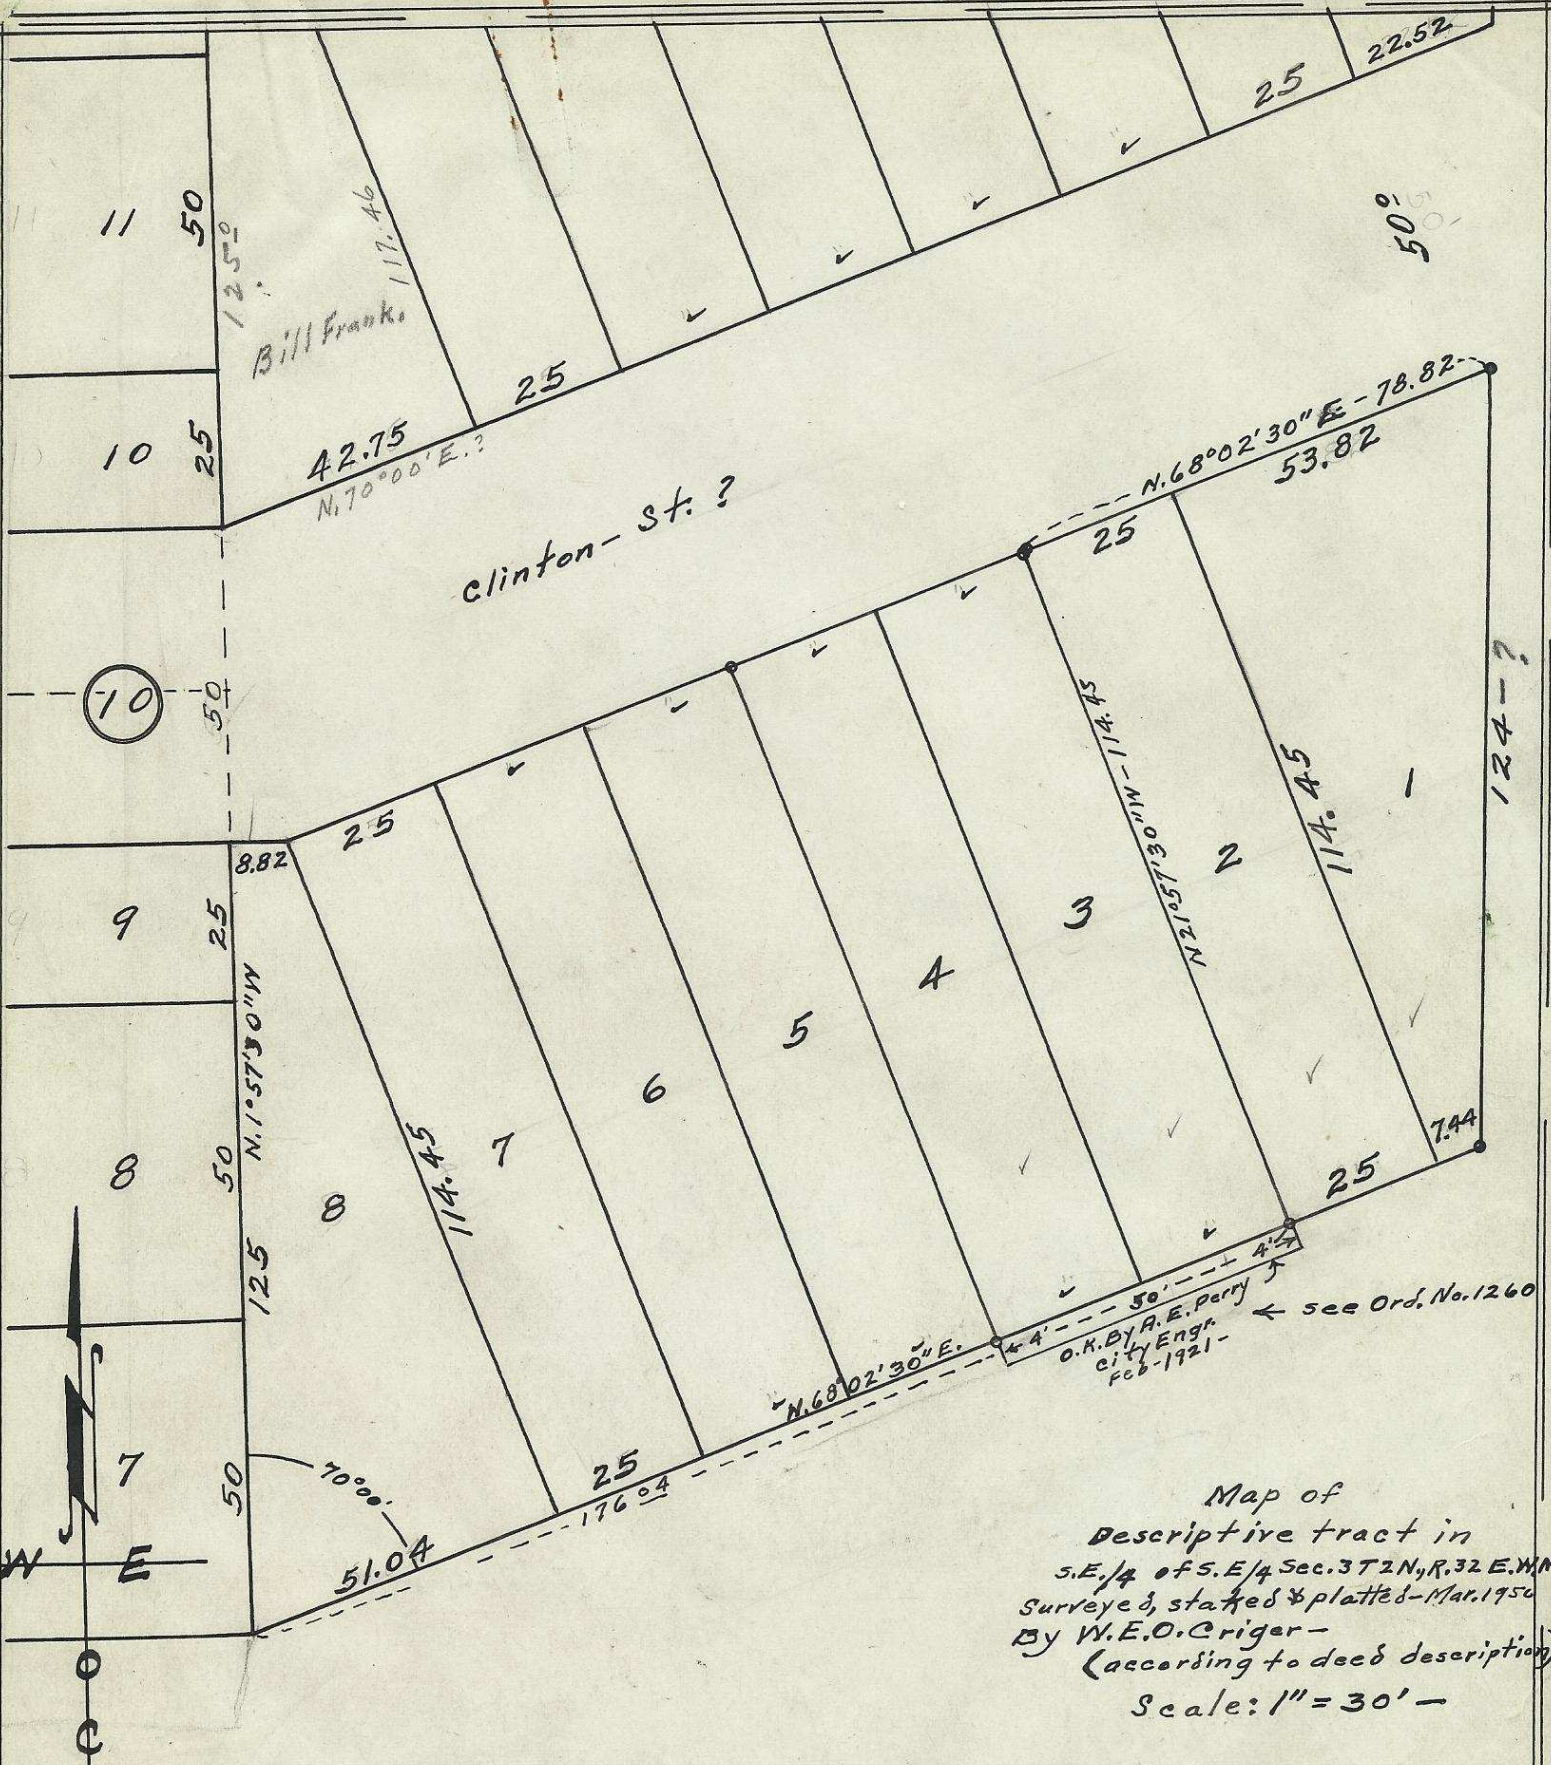 22.52
25
11
50
125º
117.46
Bill Frank.
50º
10
25
42.75
25
N.70°00'E.?
Clinton - St. ?
N.68°02'30"E - 78.82
53.82
25
10
50
8.82
25
9
25
N.1°57'30"W
8
50
125
8
114.45
7
6
5
4
3
N21°57'30"W - 114.45
2
114.45
1
124-?
7.44
25
4'
50'
4'
O.K. By A.E. Perry
City Engr.
Feb-1921-
← see Ord. No. 1260
N.68°02'30"E.
25
176.04
7
50
70°00'
51.04
W E
O
C
Map of
Descriptive tract in
S.E./4 of S.E/4 Sec.3 T2N., R.32 E.W.M
Surveyed, staked & platted-Mar.1950
By W.E.O. Criger-
(according to deed description)
Scale: 1" = 30' -